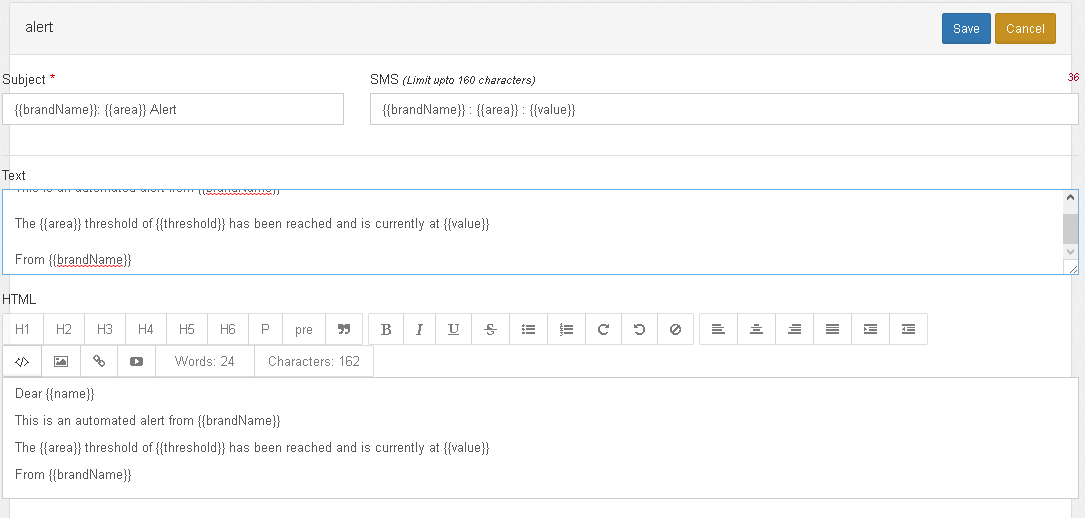 alert
Save
Cancel
Subject *
SMS (Limit upto 160 characters)
36
{{brandName}}: {{area}} Alert
{{brandName}} : {{area}} : {{value}}
Text
This is an automated alert from {{brandName}}
The {{area}} threshold of {{threshold}} has been reached and is currently at {{value}}
From {{brandName}}
HTML
H1 H2 H3 H4 H5 H6 P pre B I U S
Words: 24 Characters: 162
Dear {{name}}
This is an automated alert from {{brandName}}
The {{area}} threshold of {{threshold}} has been reached and is currently at {{value}}
From {{brandName}}